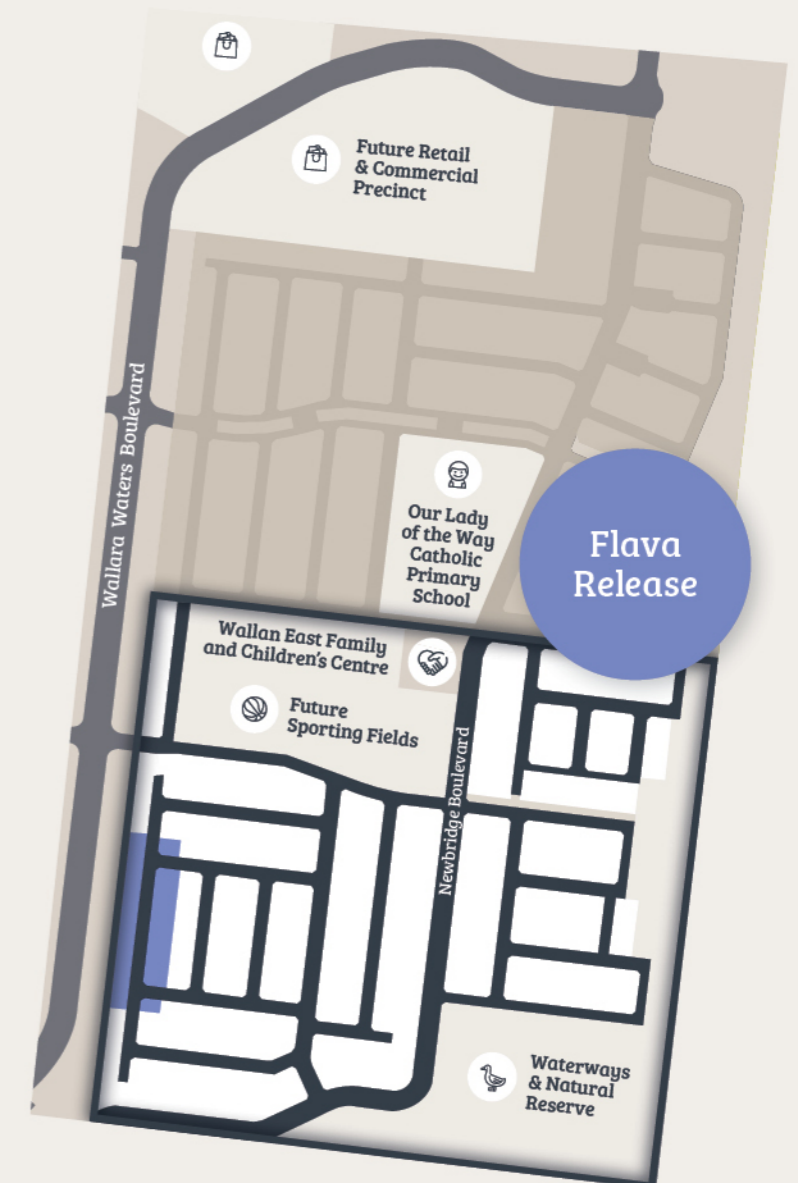 Future Retail
& Commercial
Precinct
Wallara Waters Boulevard
Our Lady
of the Way
Catholic
Primary
School
Flava
Release
Wallan East Family
and Children's Centre
Future
Sporting Fields
Newbridge Boulevard
Waterways
& Natural
Reserve